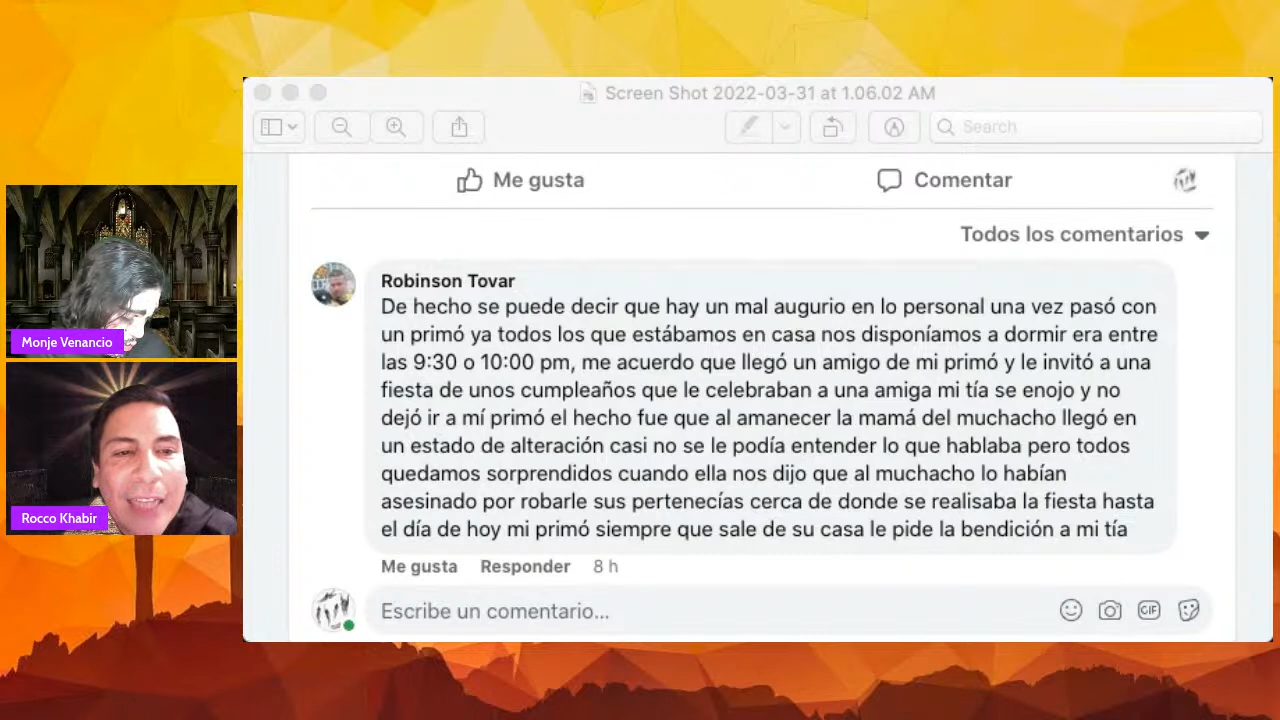 Screen Shot 2022-03-31 at 1.06.02 AM
Search
Me gusta
Comentar
Todos los comentarios
Robinson Tovar
De hecho se puede decir que hay un mal augurio en lo personal una vez pasó con
un primó ya todos los que estábamos en casa nos disponíamos a dormir era entre
las 9:30 o 10:00 pm, me acuerdo que llegó un amigo de mi primó y le invitó a una
fiesta de unos cumpleaños que le celebraban a una amiga mi tía se enojo y no
dejó ir a mí primó el hecho fue que al amanecer la mamá del muchacho llegó en
un estado de alteración casi no se le podía entender lo que hablaba pero todos
quedamos sorprendidos cuando ella nos dijo que al muchacho lo habían
asesinado por robarle sus pertenecías cerca de donde se realisaba la fiesta hasta
el día de hoy mi primó siempre que sale de su casa le pide la bendición a mi tía
Me gusta Responder 8 h
Escribe un comentario...
GIF
Monje Venancio
Rocco Khabir